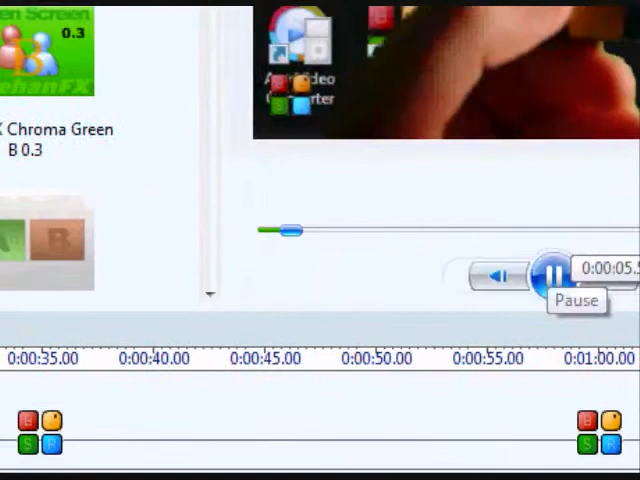 en Screen
0.3
ehanFX
X Chroma Green
B 0.3
B
0:00:05.5
Pause
0:00:35.00
0:00:40.00
0:00:45.00
0:00:50.00
0:00:55.00
0:01:00.00
B
S R
B
S R